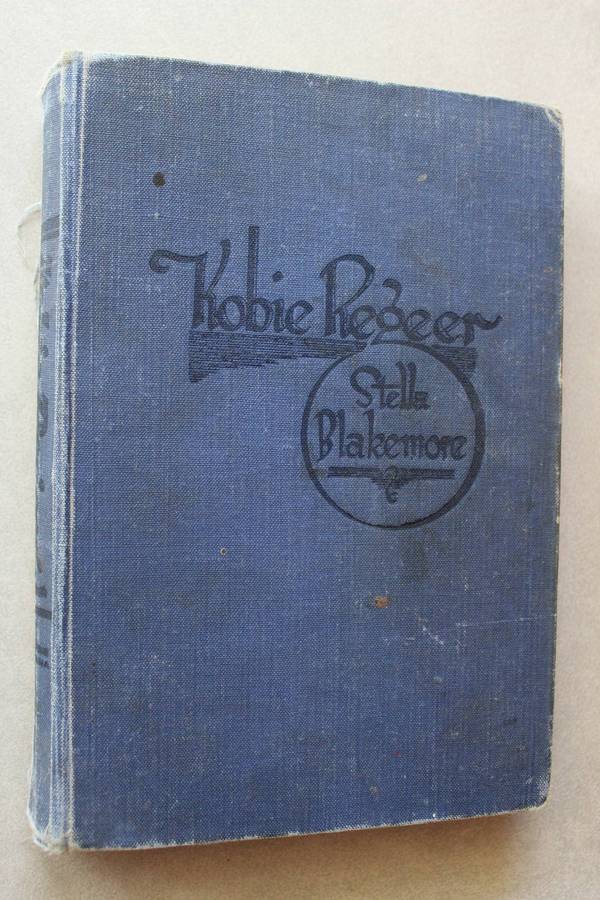 Kobie Regeer
Stella
Blakemore